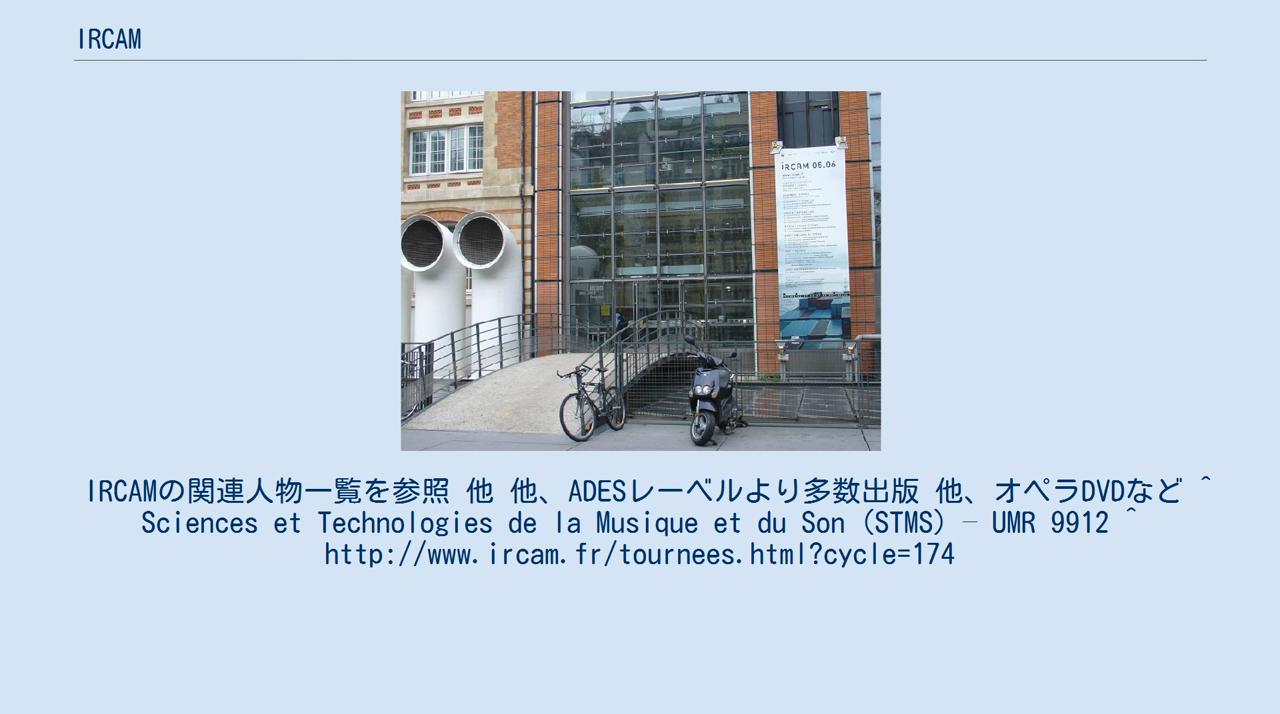 IRCAM
iRCAM 05.06
IRCAMの関連人物一覧を参照 他 他、ADESレーベルより多数出版 他、オペラDVDなど ^
Sciences et Technologies de la Musique et du Son (STMS) – UMR 9912 ^
http://www.ircam.fr/tournees.html?cycle=174